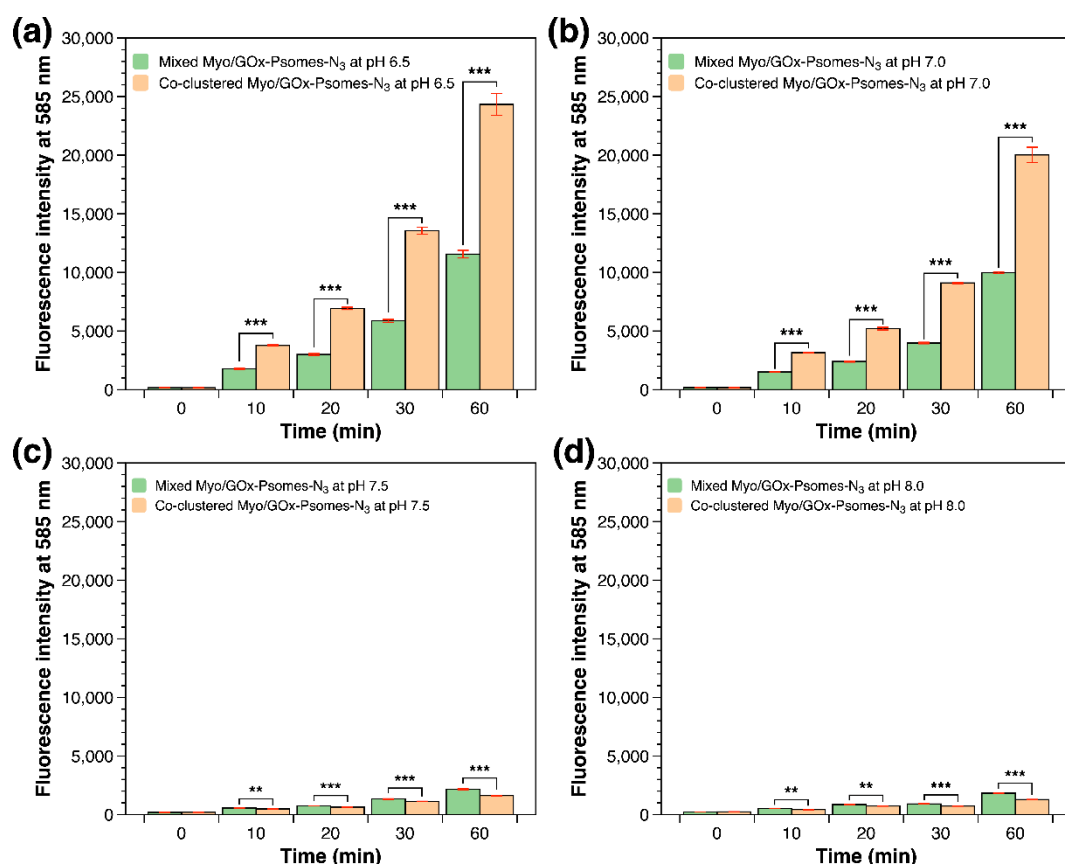 (a)
Fluorescence intensity at 585 nm
30,000
25,000
20,000
15,000
10,000
5,000
0
Mixed Myo/GOx-Psomes-N₃ at pH 6.5
Co-clustered Myo/GOx-Psomes-N₃ at pH 6.5
***
***
***
***
0 10 20 30 60
Time (min)
(b)
Fluorescence intensity at 585 nm
30,000
25,000
20,000
15,000
10,000
5,000
0
Mixed Myo/GOx-Psomes-N₃ at pH 7.0
Co-clustered Myo/GOx-Psomes-N₃ at pH 7.0
***
***
***
***
0 10 20 30 60
Time (min)
(c)
Fluorescence intensity at 585 nm
30,000
25,000
20,000
15,000
10,000
5,000
0
Mixed Myo/GOx-Psomes-N₃ at pH 7.5
Co-clustered Myo/GOx-Psomes-N₃ at pH 7.5
**
***
***
***
0 10 20 30 60
Time (min)
(d)
Fluorescence intensity at 585 nm
30,000
25,000
20,000
15,000
10,000
5,000
0
Mixed Myo/GOx-Psomes-N₃ at pH 8.0
Co-clustered Myo/GOx-Psomes-N₃ at pH 8.0
**
**
***
***
0 10 20 30 60
Time (min)